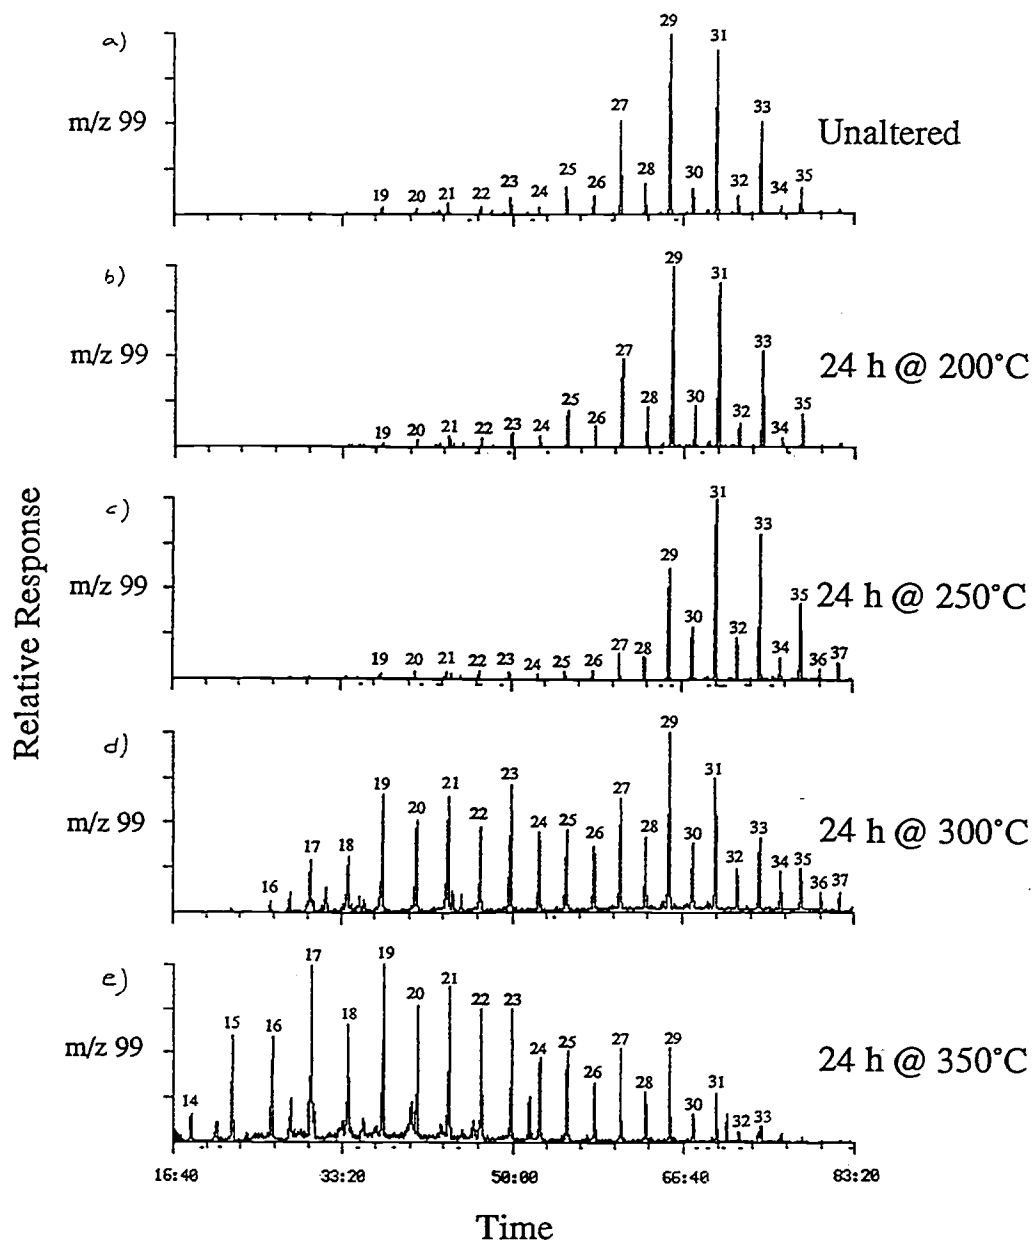 a)
m/z 99
19 20 21 22 23 24 25 26 27 28 29 30 31 32 33 34 35
Unaltered
b)
m/z 99
19 20 21 22 23 24 25 26 27 28 29 30 31 32 33 34 35
24 h @ 200°C
c)
m/z 99
19 20 21 22 23 24 25 26 27 28 29 30 31 32 33 34 35 36 37
24 h @ 250°C
d)
m/z 99
16 17 18 19 20 21 22 23 24 25 26 27 28 29 30 31 32 33 34 35 36 37
24 h @ 300°C
e)
m/z 99
14 15 16 17 18 19 20 21 22 23 24 25 26 27 28 29 30 31 32 33
24 h @ 350°C
Relative Response
16:40 33:20 50:00 66:40 83:20
Time